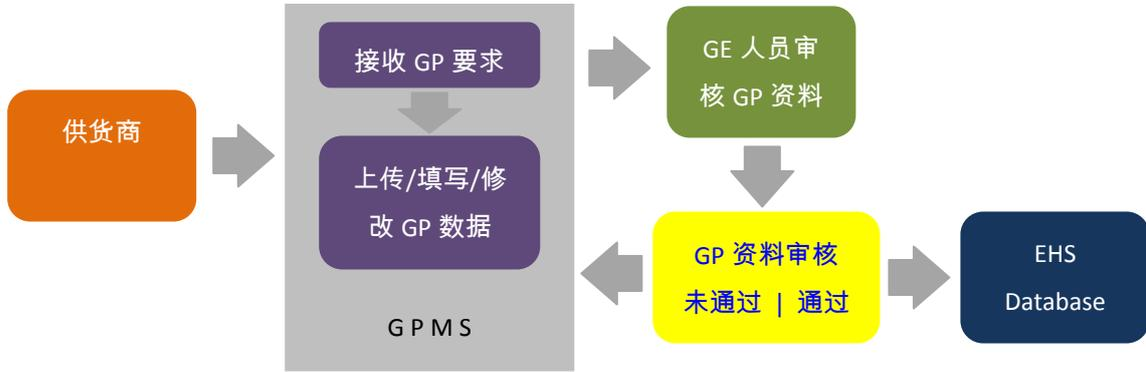 供货商
接收 GP 要求
上传/填写/修
改 GP 数据
GPMS
GE 人员审
核 GP 资料
GP 资料审核
未通过 | 通过
EHS
Database